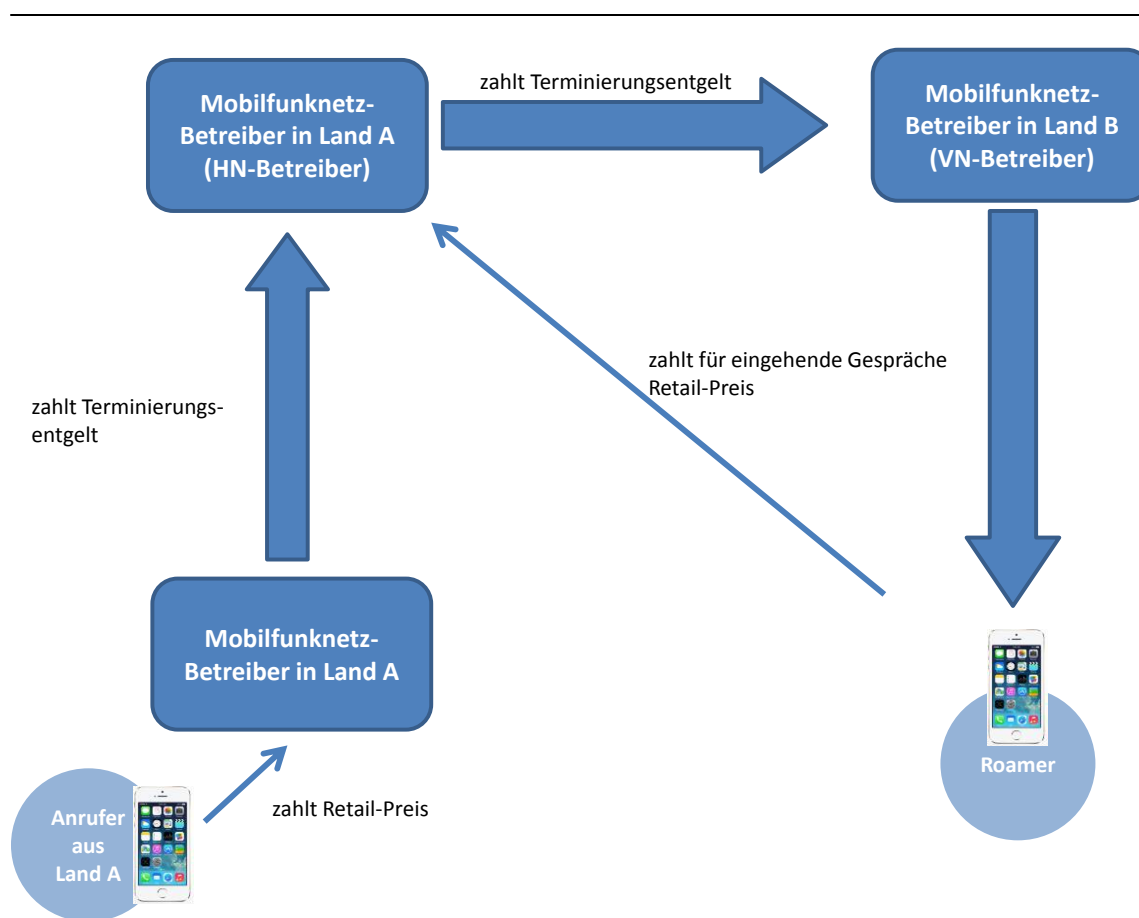 zahlt Terminierungsentgelt
Mobilfunknetz-
Betreiber in Land A
(HN-Betreiber)
Mobilfunknetz-
Betreiber in Land B
(VN-Betreiber)
zahlt für eingehende Gespräche
Retail-Preis
zahlt Terminierungs-
entgelt
Mobilfunknetz-
Betreiber in Land A
Roamer
zahlt Retail-Preis
Anrufer
aus
Land A